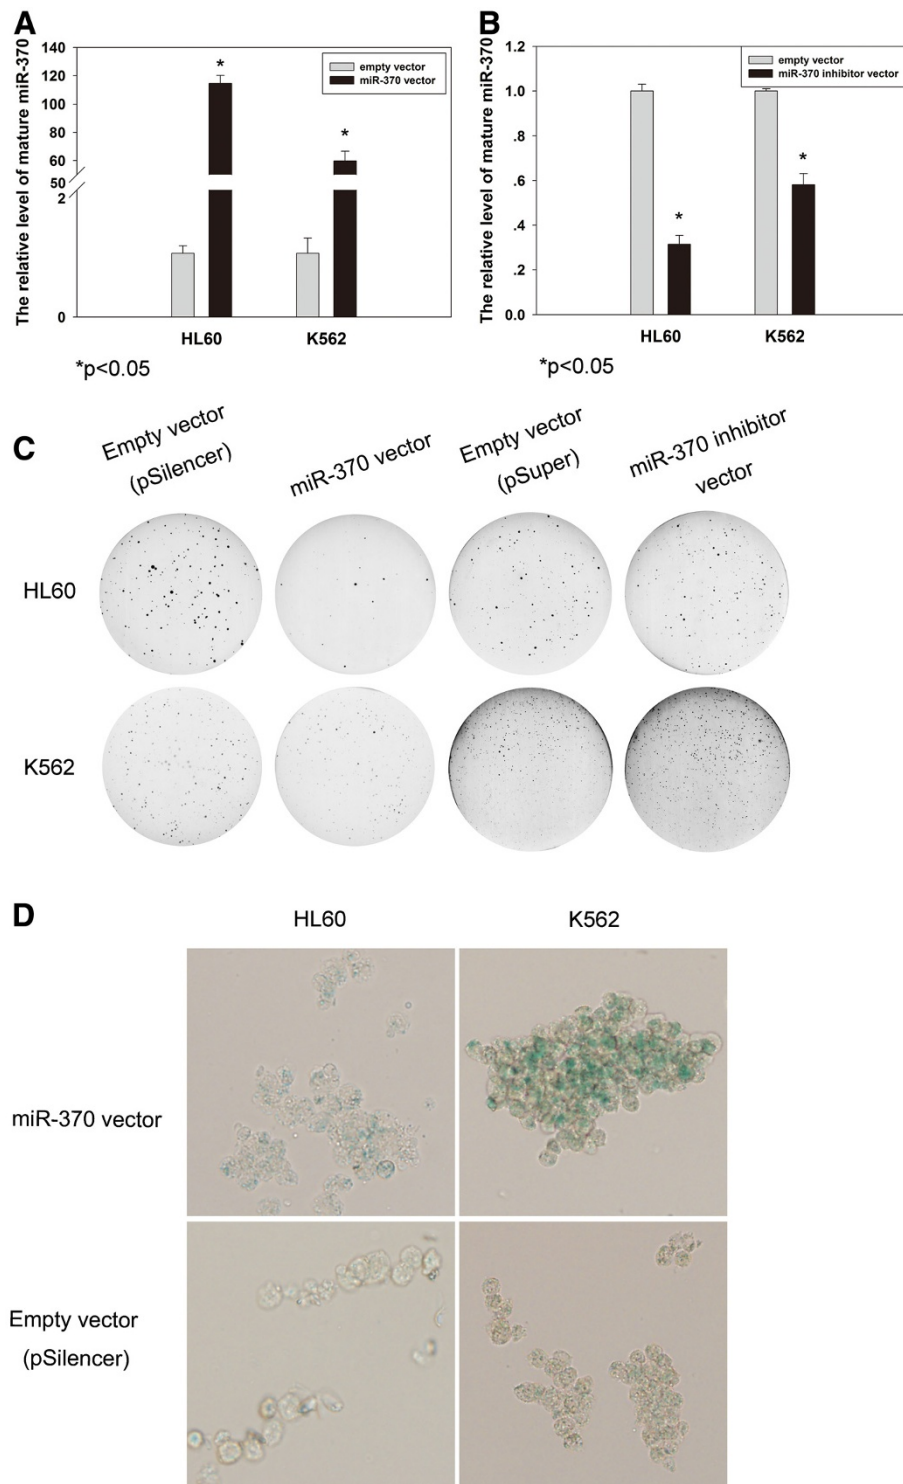 A
The relative level of mature miR-370
140
120
100
80
60
50
2
0
empty vector
miR-370 vector
*
*
HL60
K562
*p<0.05
B
The relative level of mature miR-370
1.2
1.0
.8
.6
.4
.2
0.0
empty vector
miR-370 inhibitor vector
*
*
HL60
K562
*p<0.05
C
Empty vector
(pSilencer)
miR-370 vector
Empty vector
(pSuper)
miR-370 inhibitor
vector
HL60
K562
D
HL60
K562
miR-370 vector
Empty vector
(pSilencer)